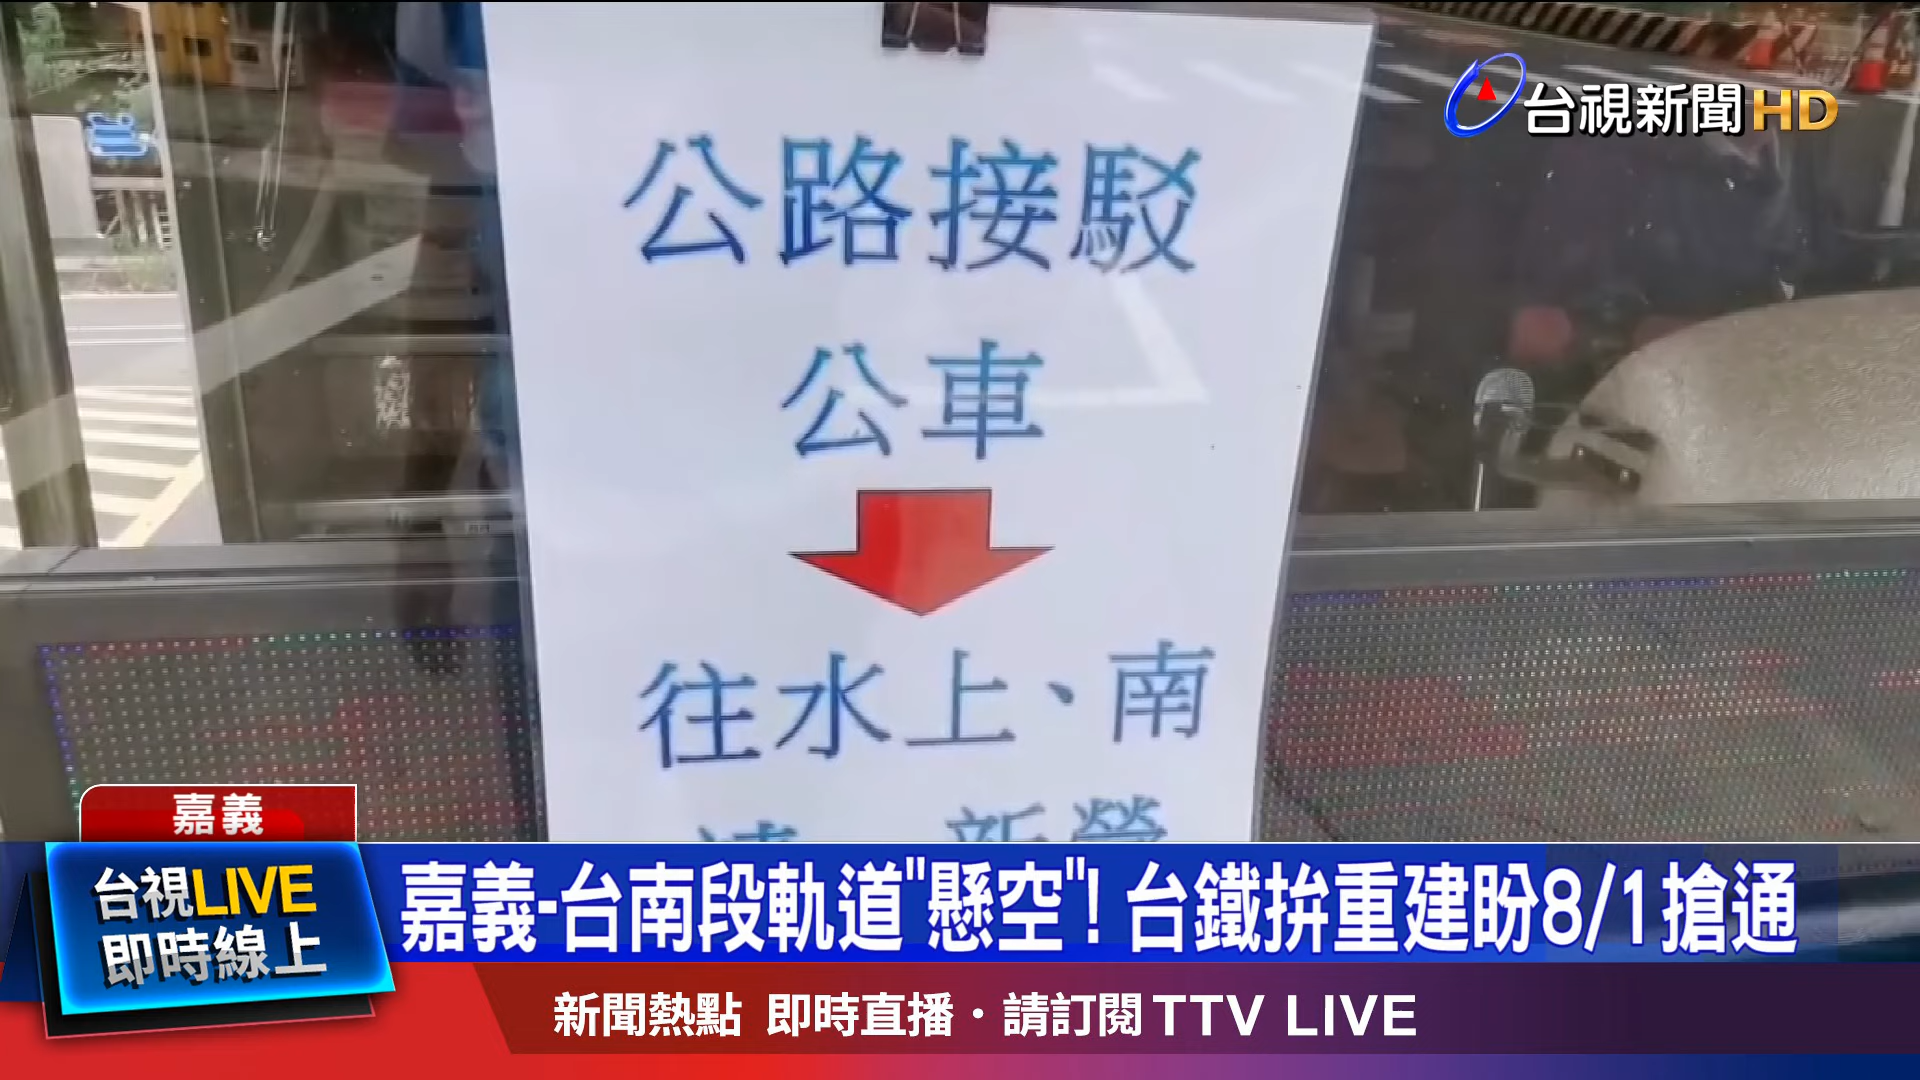 台視新聞HD
公路接駁
公車
往水上、南
新營
嘉義
台視LIVE
即時線上
嘉義-台南段軌道"懸空"! 台鐵拚重建盼8/1搶通
新聞熱點 即時直播・請訂閱TTV LIVE